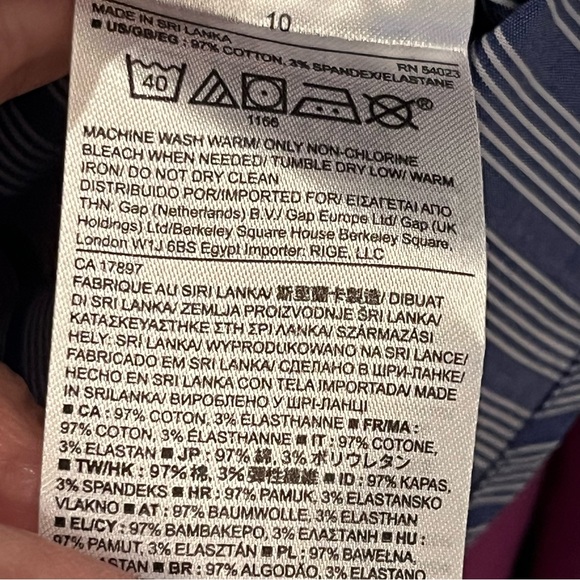 10
MADE IN SRI LANKA RN 54023
■ US/GB/EG : 97% COTTON, 3% SPANDEX/ELASTANE
40 ®
1156
MACHINE WASH WARM/ ONLY NON-CHLORINE
BLEACH WHEN NEEDED/ TUMBLE DRY LOW/ WARM
IRON/ DO NOT DRY CLEAN
DISTRIBUIDO POR/IMPORTED FOR/ ΕΙΣΑΓΕΤΑΙ ΑΠΟ
ΤΗΝ: Gap (Netherlands) B.V./ Gap Europe Ltd/ Gap (UK
Holdings) Ltd/Berkeley Square House Berkeley Square,
London W1J 6BS Egypt Importer: RIGE, LLC
CA 17897
FABRIQUE AU SRI LANKA/ 斯里蘭卡製造/ DIBUAT
DI SRI LANKA/ ZEMLJA PROIZVODNJE ŠRI LANKA/
ΚΑΤΑΣΚΕΥΑΣΤΗΚΕ ΣΤΗ ΣΡΙ ΛΑΝΚΑ/ SZÁRMAZÁSI
HELY: SRÍ LANKA/ WYPRODUKOWANO NA SRI LANCE/
FABRICADO EM SRI LANKA/ СДЕЛАНО В ШРИ-ЛАНКЕ/
HECHO EN SRI LANKA CON TELA IMPORTADA/ MADE
IN SRILANKA/ ВИРОБЛЕНО У ШРІ-ЛАНЦІ
■ CA : 97% COTON, 3% ÉLASTHANNE ■ FR/MA :
97% COTON, 3% ÉLASTHANNE ■ IT : 97% COTONE,
3% ELASTAN ■ JP : 97% 綿, 3% ポリウレタン
■ TW/HK : 97% 棉, 3% 彈性纖維 ■ ID : 97% KAPAS,
3% SPANDEKS ■ HR : 97% PAMUK, 3% ELASTANSKO
VLAKNO ■ AT : 97% BAUMWOLLE, 3% ELASTHAN
■ EL/CY : 97% ΒΑΜΒΑΚΕΡΟ, 3% ΕΛΑΣΤΑΝΗ ■ HU :
97% PAMUT, 3% ELASZTÁN ■ PL : 97% BAWEŁNA,
ASTAN ■ BR : 97% ALGODÃO, 3% ELASTANO